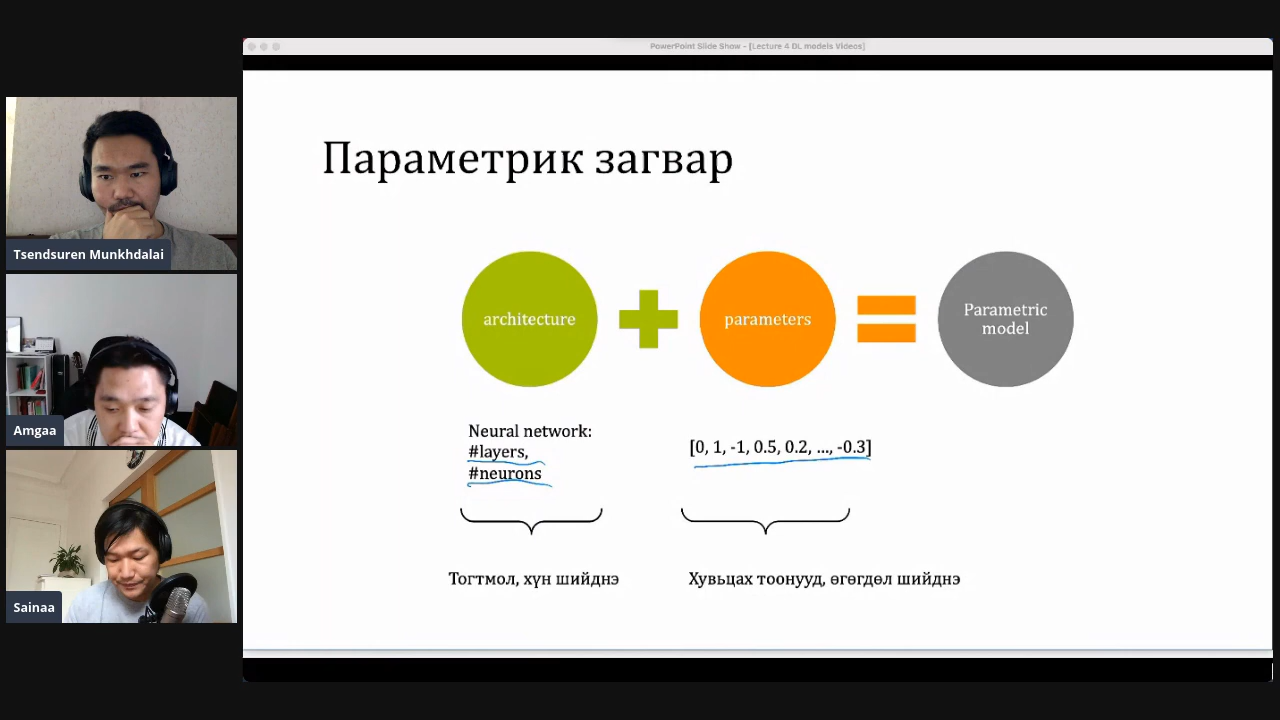 PowerPoint Slide Show - [Lecture 4 DL models Videos]
Параметрик загвар
architecture
parameters
Parametric
model
Neural network:
#layers,
#neurons
[0, 1, -1, 0.5, 0.2, ..., -0.3]
Тогтмол, хүн шийднэ
Хувьцах тоонууд, өгөгдөл шийднэ
Tsendsuren Munkhdalai
Amgaa
Sainaa